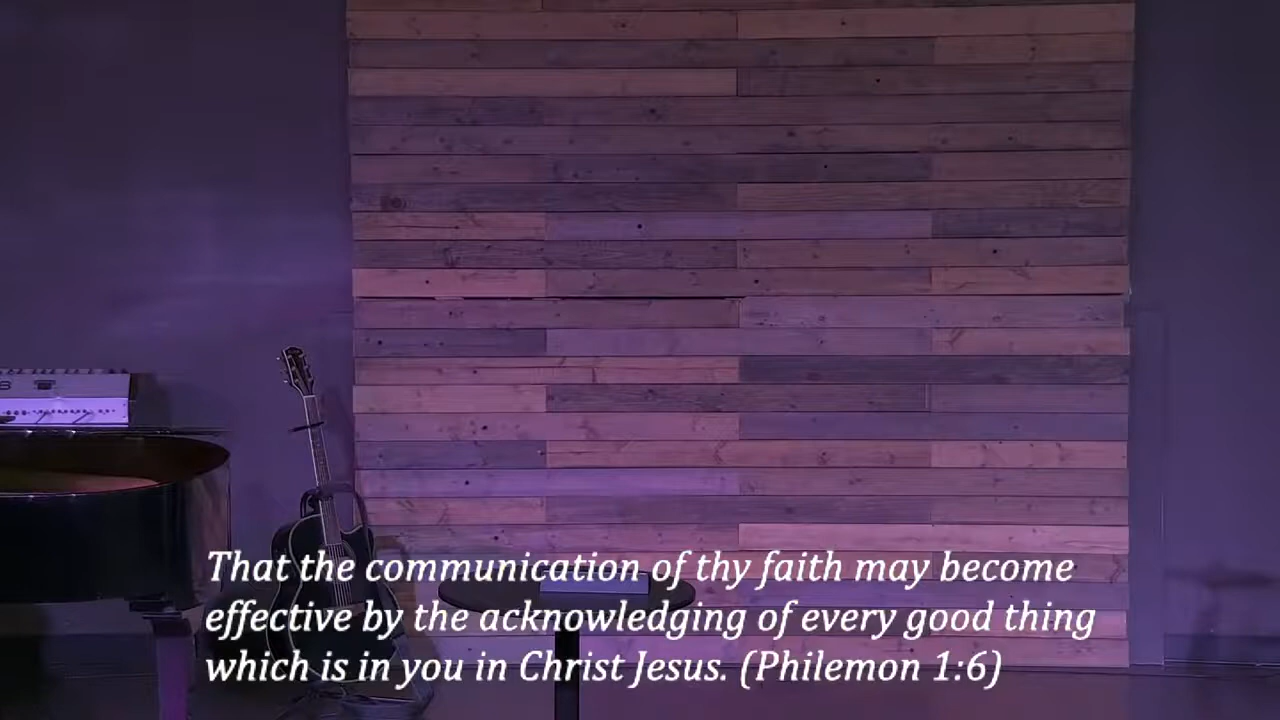 That the communication of thy faith may become
effective by the acknowledging of every good thing
which is in you in Christ Jesus. (Philemon 1:6)